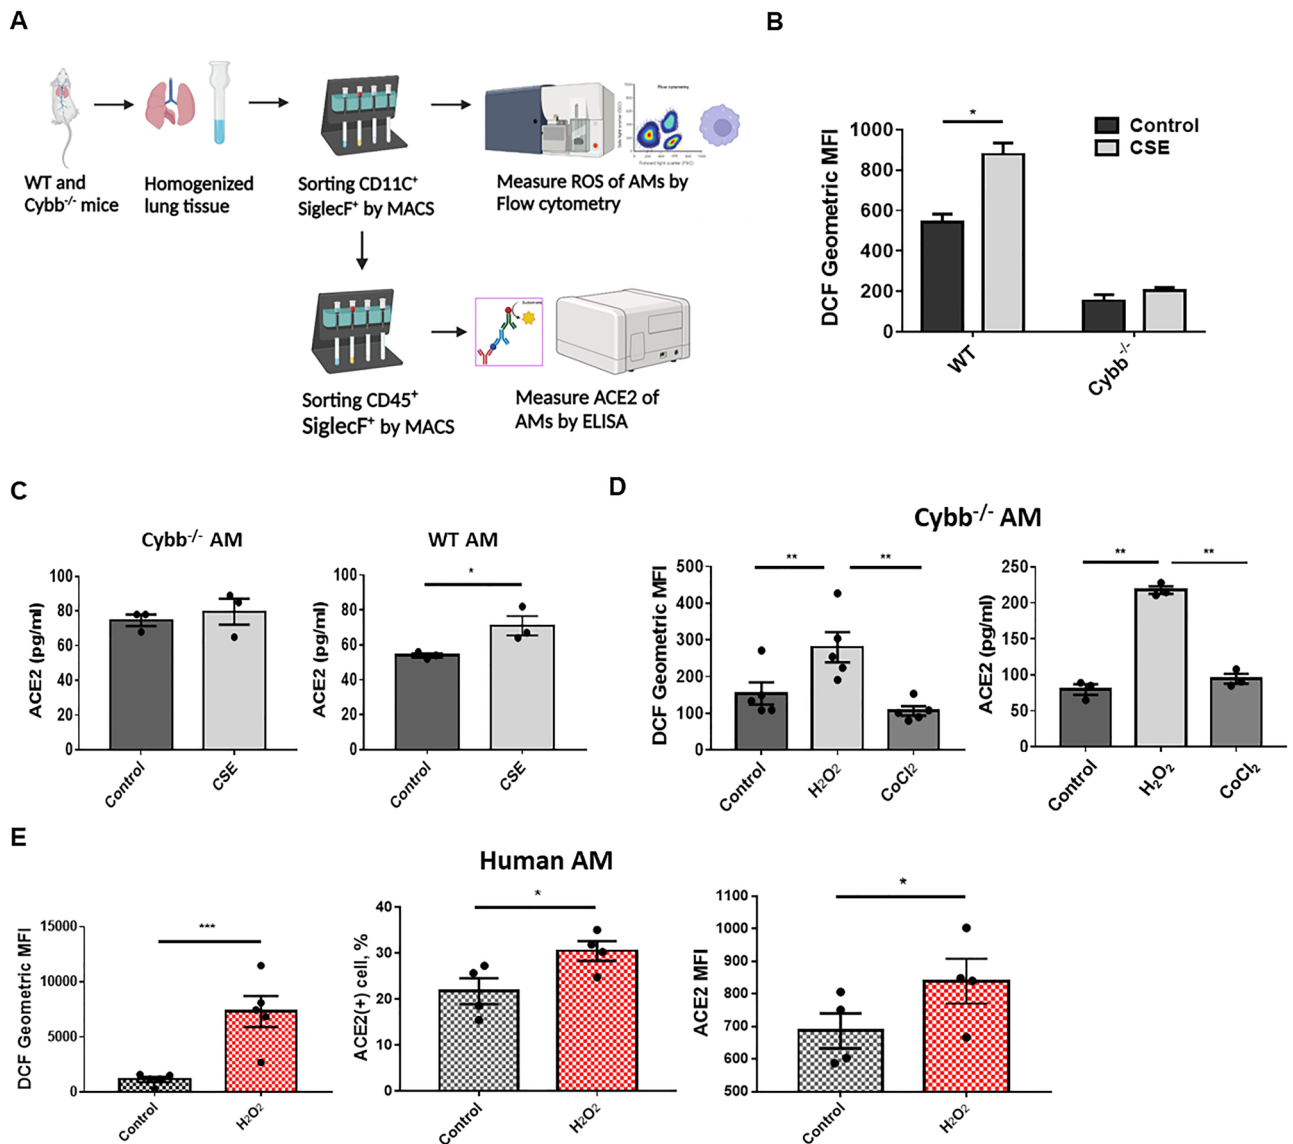 A
WT and
Cybb-/- mice
Homogenized
lung tissue
Sorting CD11C+
SiglecF+ by MACS
Flow cytometry
Measure ROS of AMs by
Flow cytometry
Sorting CD45+
SiglecF+ by MACS
Substrate
Measure ACE2 of
AMs by ELISA
B
DCF Geometric MFI
1000
800
600
400
200
0
*
Control
CSE
WT
Cybb-/-
C
Cybb-/- AM
ACE2 (pg/ml)
100
80
60
40
20
0
Control
CSE
WT AM
ACE2 (pg/ml)
100
80
60
40
20
0
*
Control
CSE
D
Cybb-/- AM
DCF Geometric MFI
500
400
300
200
100
0
**
**
Control
H2O2
CoCl2
ACE2 (pg/ml)
250
200
150
100
50
0
**
**
Control
H2O2
CoCl2
E
Human AM
DCF Geometric MFI
15000
10000
5000
0
***
Control
H2O2
ACE2(+) cell, %
40
30
20
10
0
*
Control
H2O2
ACE2 MFI
1100
1000
900
800
700
600
500
*
Control
H2O2